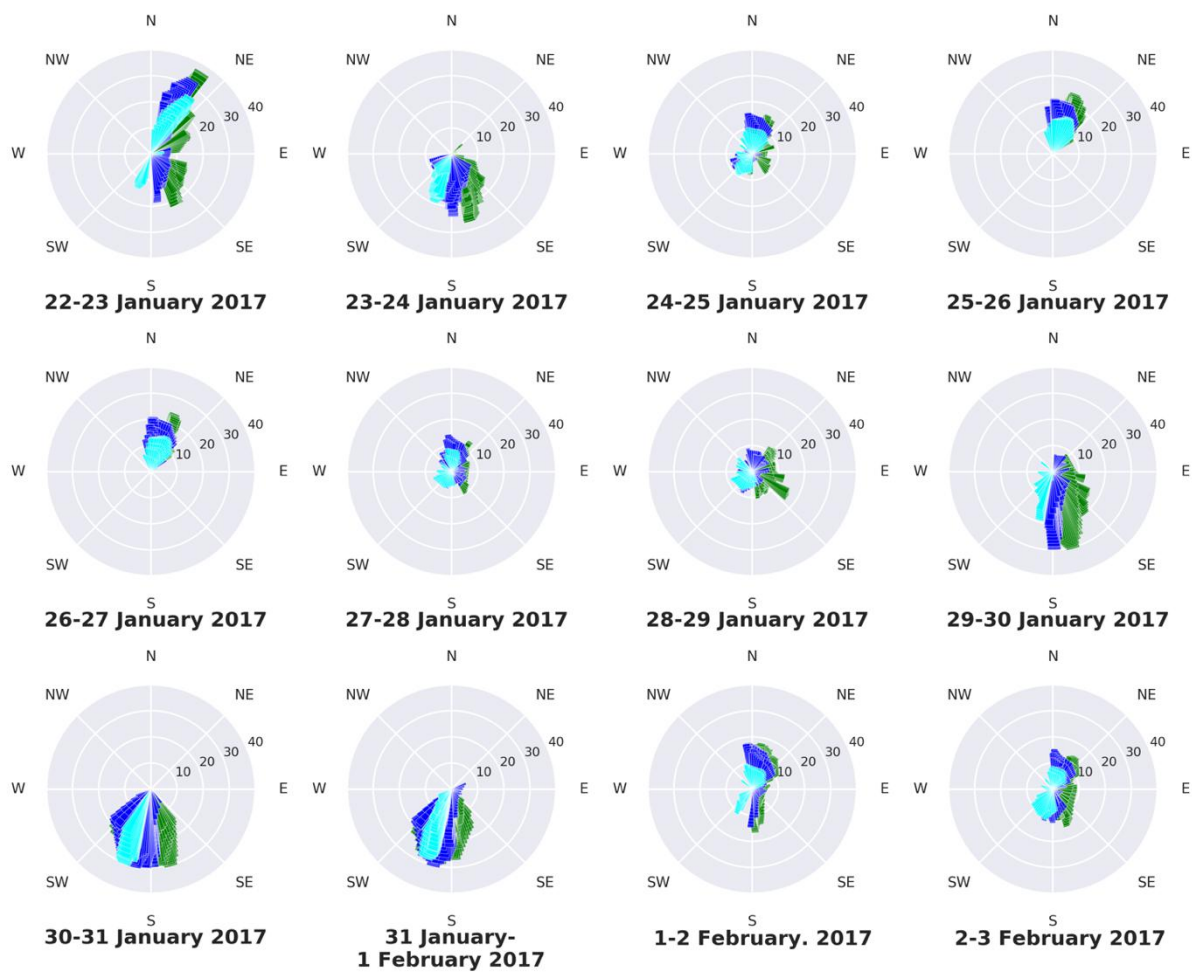 N
NW
NE
W
E
SW
SE
S
20
30
40
22-23 January 2017
N
NW
NE
W
E
SW
SE
S
10
20
30
40
23-24 January 2017
N
NW
NE
W
E
SW
SE
S
10
20
30
40
24-25 January 2017
N
NW
NE
W
E
SW
SE
S
10
20
30
40
25-26 January 2017
N
NW
NE
W
E
SW
SE
S
10
20
30
40
26-27 January 2017
N
NW
NE
W
E
SW
SE
S
10
20
30
40
27-28 January 2017
N
NW
NE
W
E
SW
SE
S
10
20
30
40
28-29 January 2017
N
NW
NE
W
E
SW
SE
S
10
20
30
40
29-30 January 2017
N
NW
NE
W
E
SW
SE
S
10
20
30
40
30-31 January 2017
N
NW
NE
W
E
SW
SE
S
10
20
30
40
31 January-
1 February 2017
N
NW
NE
W
E
SW
SE
S
10
20
30
40
1-2 February. 2017
N
NW
NE
W
E
SW
SE
S
10
20
30
40
2-3 February 2017